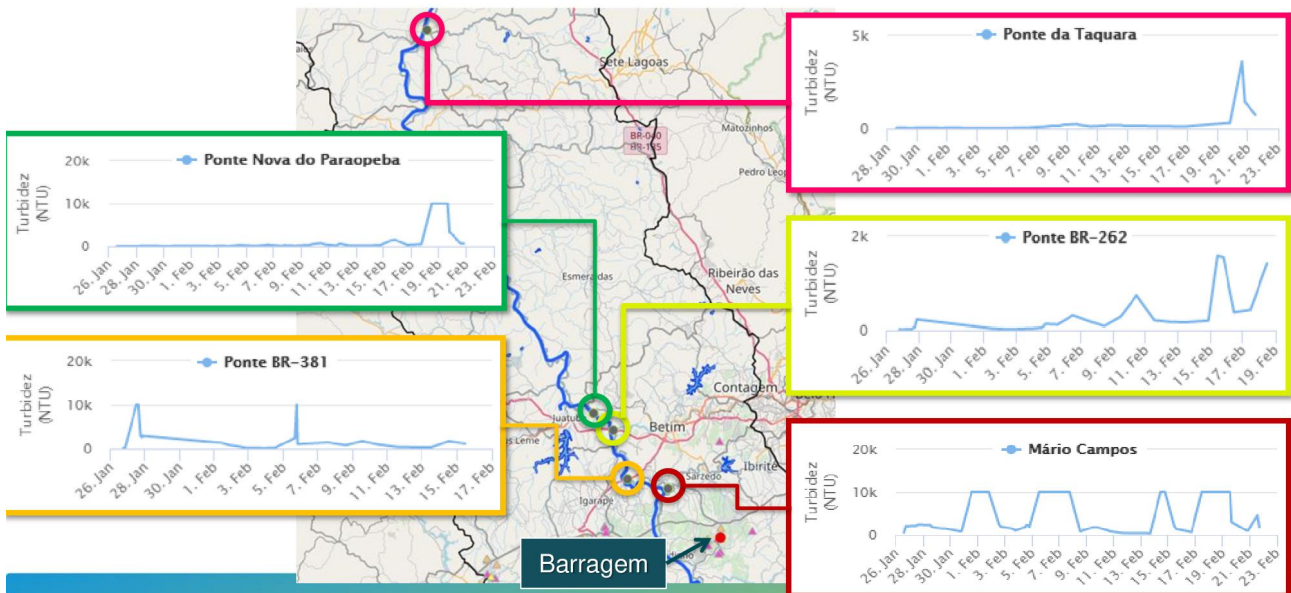 Ponte da Taquara
Turbidez
(NTU)
5k
0
28. Jan
30. Jan
1. Feb
3. Feb
5. Feb
7. Feb
9. Feb
11. Feb
13. Feb
15. Feb
17. Feb
19. Feb
21. Feb
23. Feb
Sete Lagoas
BR-040
BR-135
Matozinhos
Pedro Leop
Ponte Nova do Paraopeba
Turbidez
(NTU)
20k
10k
0
26. Jan
28. Jan
30. Jan
1. Feb
3. Feb
5. Feb
7. Feb
9. Feb
11. Feb
13. Feb
15. Feb
17. Feb
19. Feb
21. Feb
23. Feb
Ponte BR-262
Turbidez
(NTU)
2k
0
26. Jan
28. Jan
30. Jan
1. Feb
3. Feb
5. Feb
7. Feb
9. Feb
11. Feb
13. Feb
15. Feb
17. Feb
19. Feb
Esmeraldas
Ribeirão das
Neves
Contagem
Juatub
Betim
us Leme
Ibirité
Sarzedo
Igarapé
Ponte BR-381
Turbidez
(NTU)
20k
10k
0
26. Jan
28. Jan
30. Jan
1. Feb
3. Feb
5. Feb
7. Feb
9. Feb
11. Feb
13. Feb
15. Feb
17. Feb
Mário Campos
Turbidez
(NTU)
20k
10k
0
26. Jan
28. Jan
30. Jan
1. Feb
3. Feb
5. Feb
7. Feb
9. Feb
11. Feb
13. Feb
15. Feb
17. Feb
19. Feb
21. Feb
23. Feb
Barragem